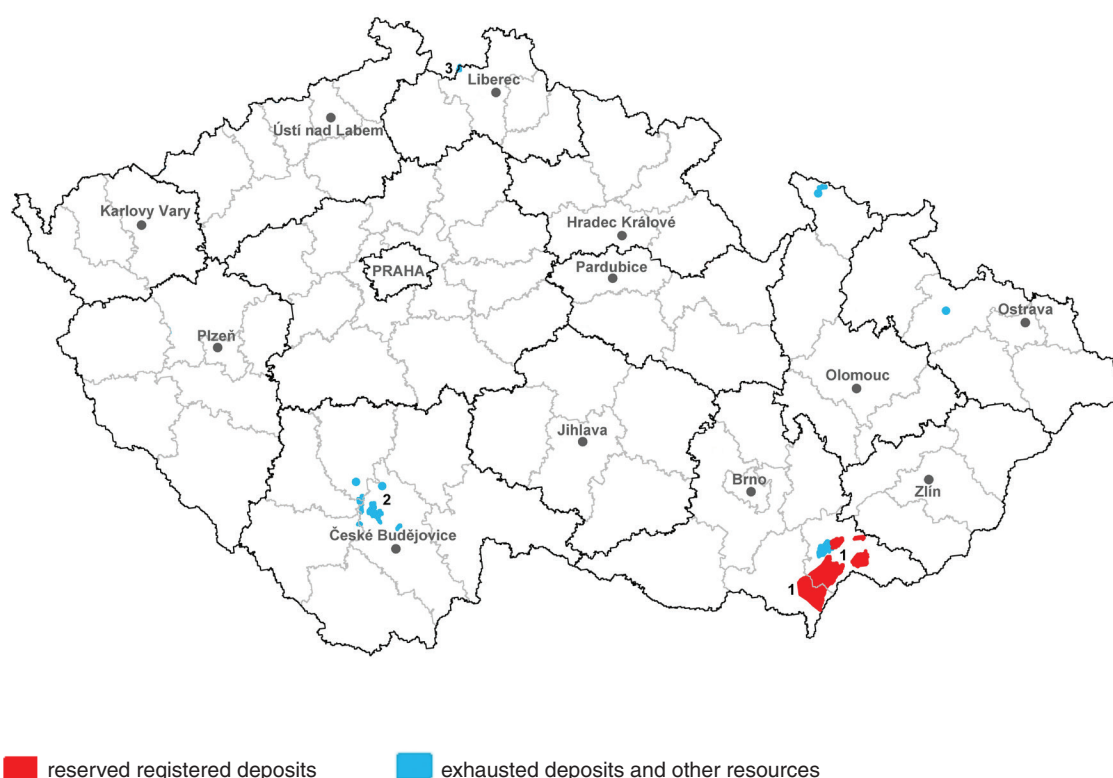 3
Liberec
Ústí nad Labem
Karlovy Vary
Hradec Králové
PRAHA
Pardubice
Ostrava
Plzeň
Olomouc
Jihlava
Brno
Zlín
2
České Budějovice
1
1
reserved registered deposits
exhausted deposits and other resources